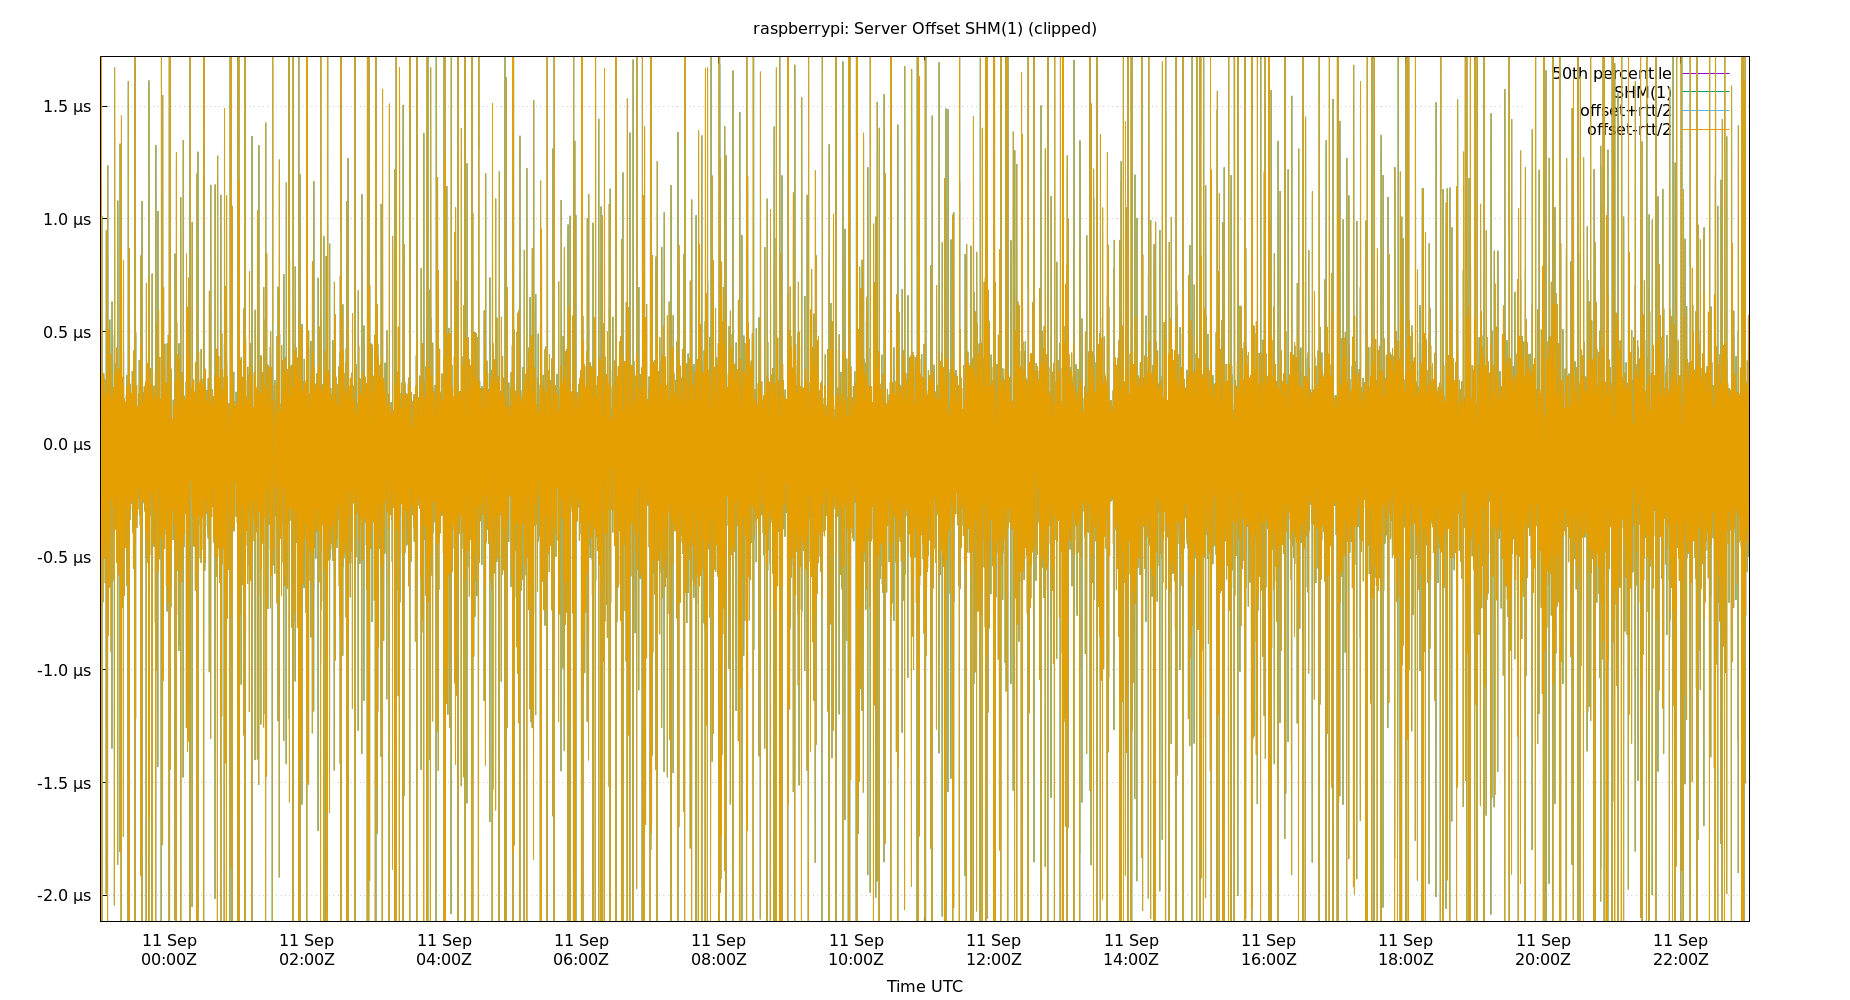 raspberrypi: Server Offset SHM(1) (clipped)
50th percentile
SHM(1)
offset+rtt/2
offset-rtt/2
1.5 µs
1.0 µs
0.5 µs
0.0 µs
-0.5 µs
-1.0 µs
-1.5 µs
-2.0 µs
11 Sep 11 Sep 11 Sep 11 Sep 11 Sep 11 Sep 11 Sep 11 Sep 11 Sep 11 Sep 11 Sep 11 Sep
00:00Z 02:00Z 04:00Z 06:00Z 08:00Z 10:00Z 12:00Z 14:00Z 16:00Z 18:00Z 20:00Z 22:00Z
Time UTC